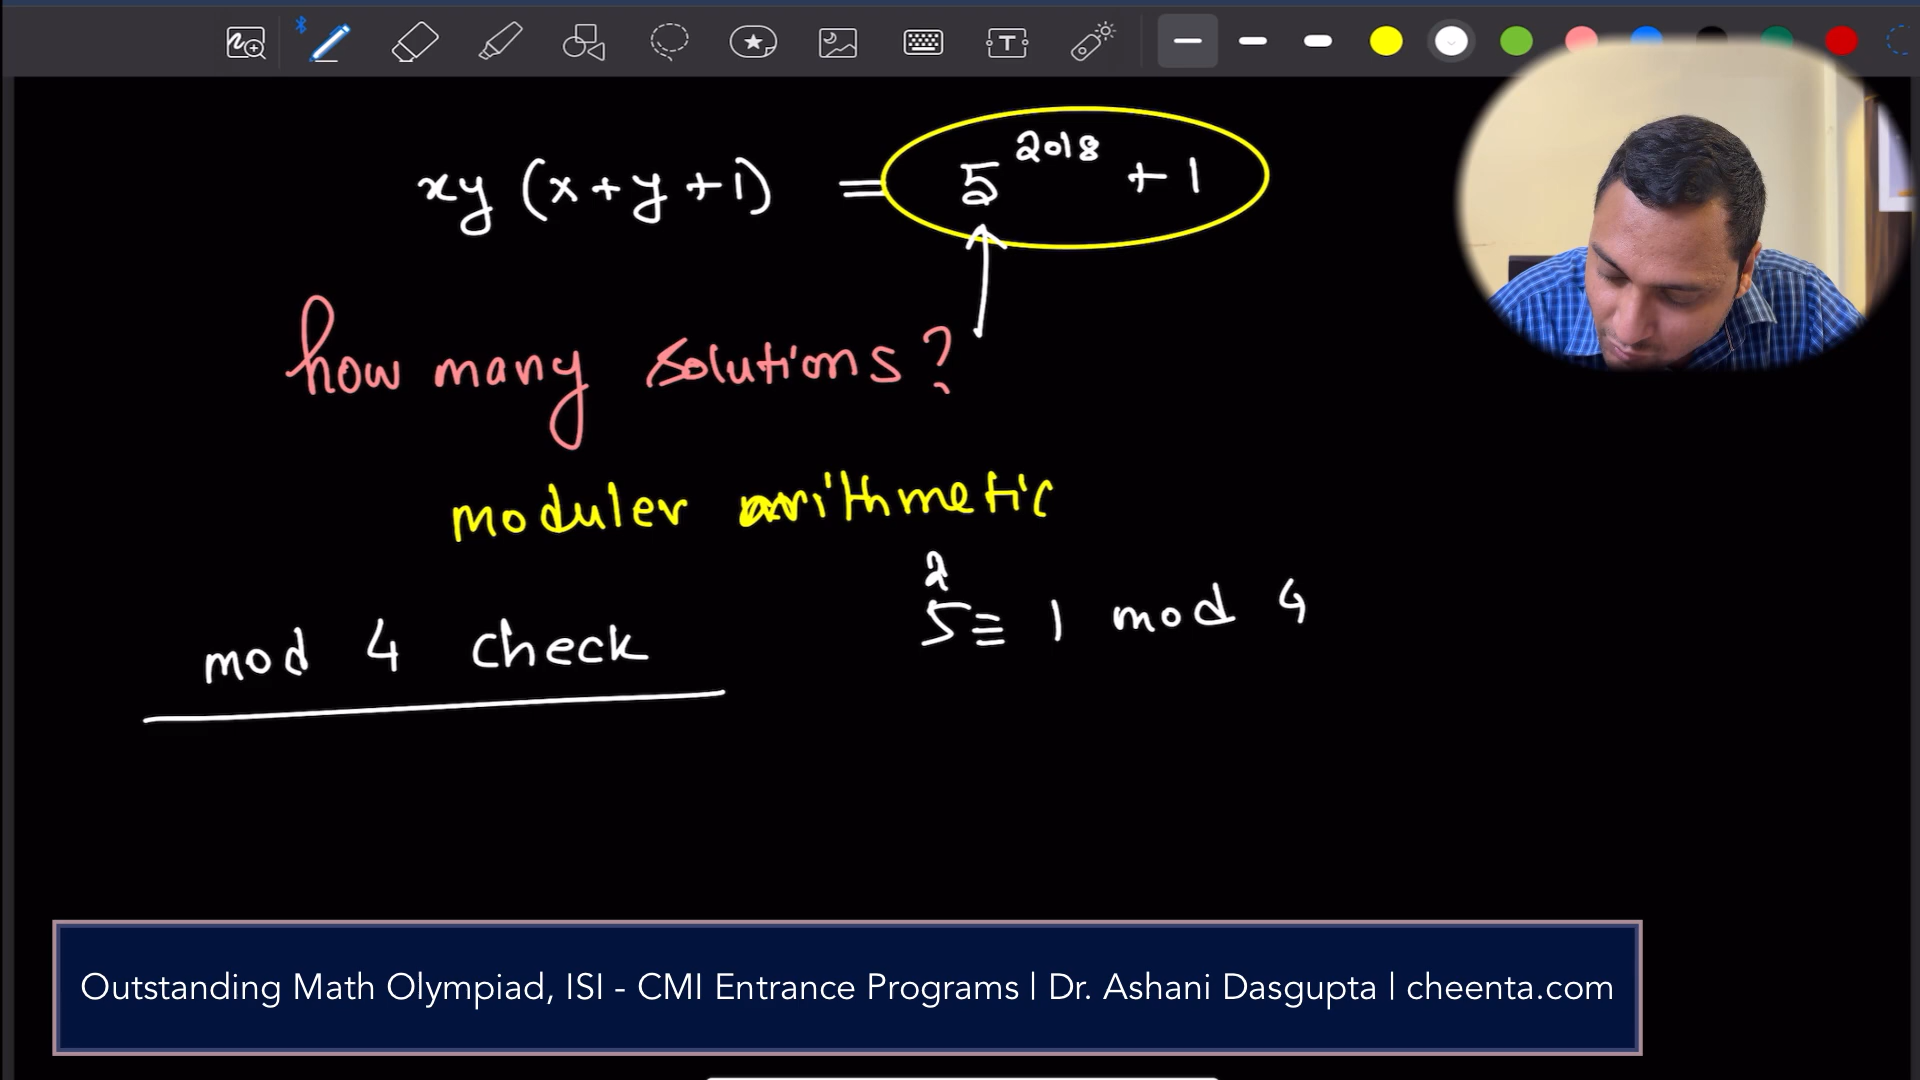 xy (x+y+1) = 5^2018 + 1
how many solutions?
moduler arithmetic
mod 4 check
5^2 ≡ 1 mod 4
Outstanding Math Olympiad, ISI - CMI Entrance Programs | Dr. Ashani Dasgupta | cheenta.com